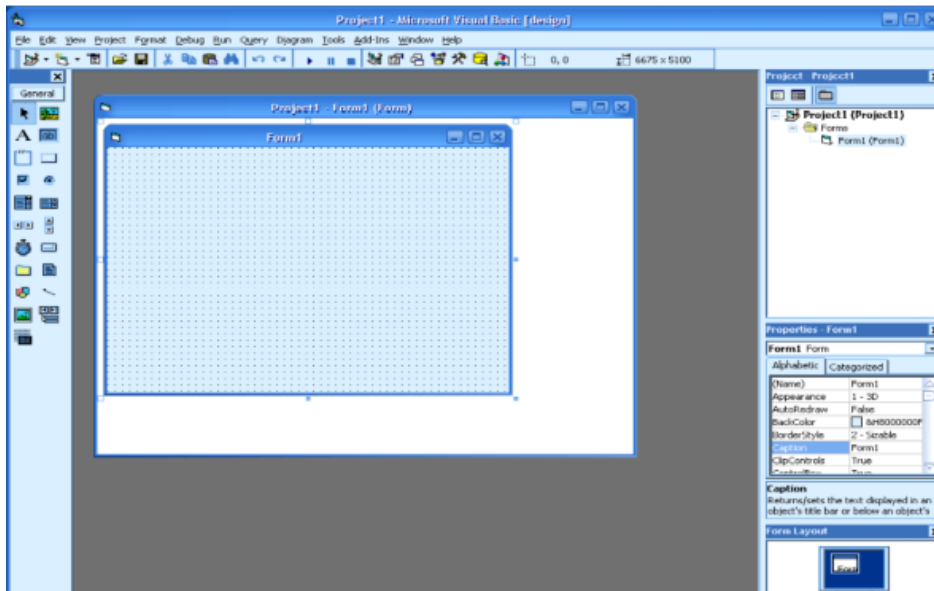 Project1 - Microsoft Visual Basic [design]
File Edit View Project Format Debug Run Query Diagram Tools Add-Ins Window Help
0, 0 6675 x 5100
General
Project1 - Form1 (Form)
Form1
Project - Project1
Project1 (Project1)
Forms
Form1 (Form1)
Properties - Form1
Form1 Form
Alphabetic Categorized
(Name) Form1
Appearance 1 - 3D
AutoRedraw False
BackColor &H8000000F
BorderStyle 2 - Sizable
Caption Form1
ClipControls True
ControlBox True
Caption
Returns/sets the text displayed in an
object's title bar or below an object's
Form Layout